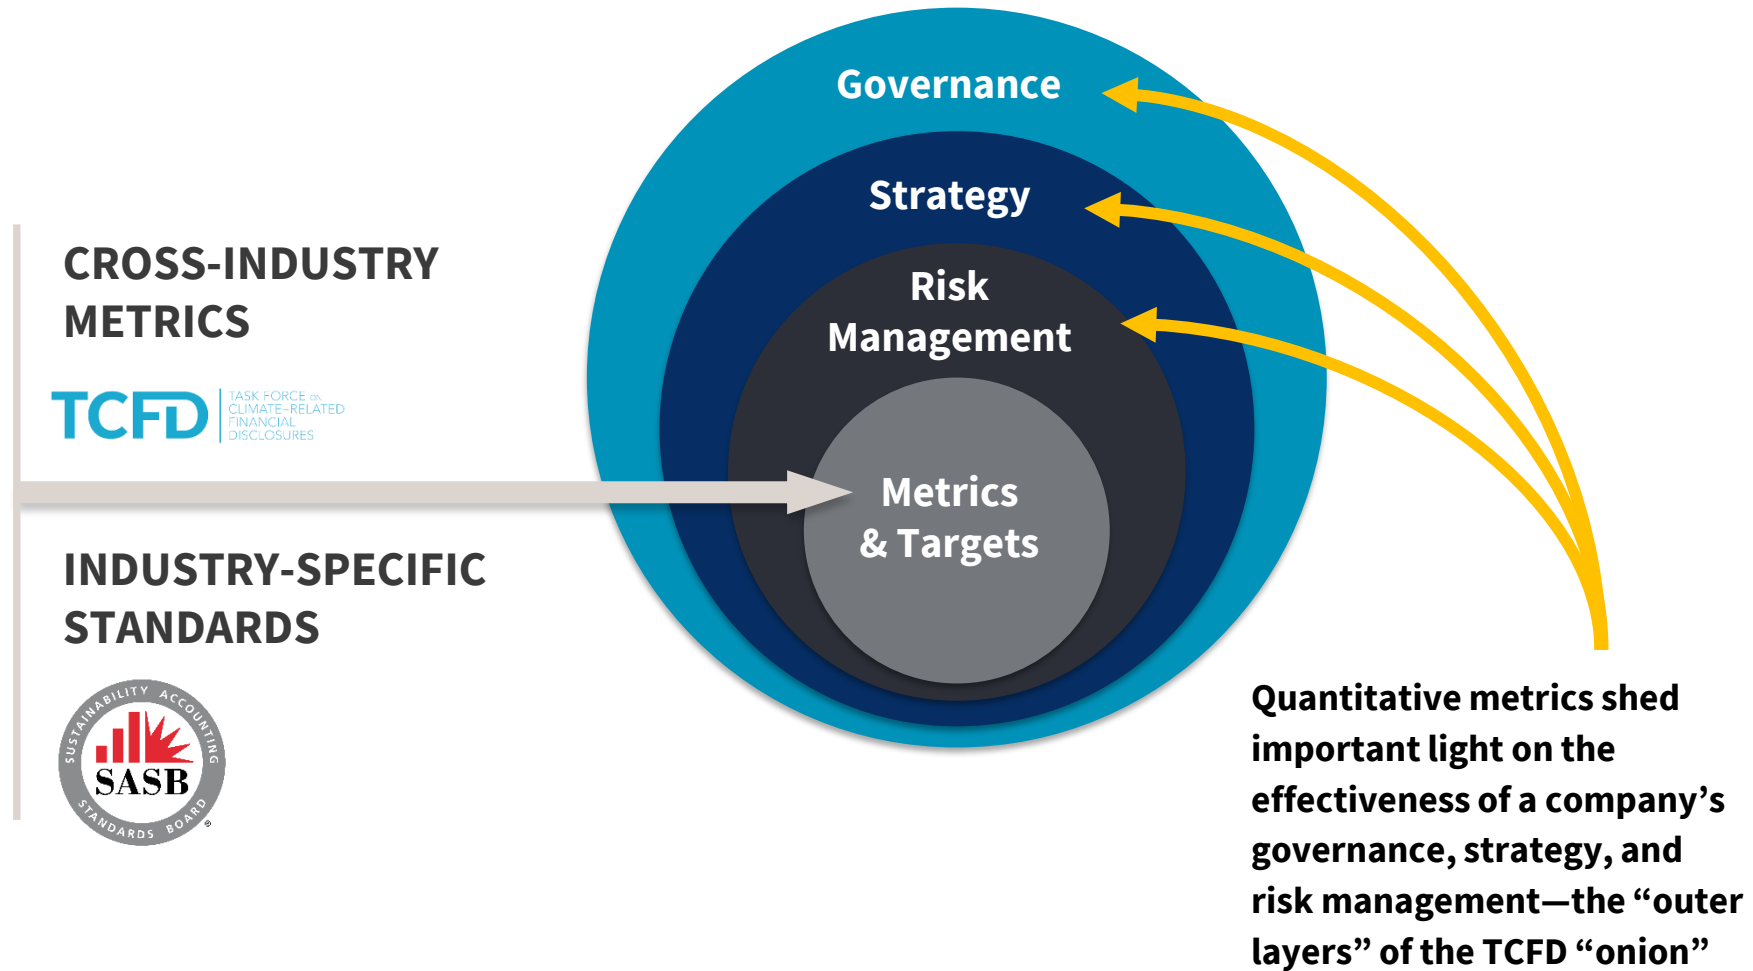 Governance
Strategy
Risk
Management
Metrics
& Targets
CROSS-INDUSTRY
METRICS
TCFD
TASK FORCE ON
CLIMATE-RELATED
FINANCIAL
DISCLOSURES
INDUSTRY-SPECIFIC
STANDARDS
SUSTAINABILITY ACCOUNTING
SASB
STANDARDS BOARD
®
Quantitative metrics shed
important light on the
effectiveness of a company’s
governance, strategy, and
risk management—the “outer
layers” of the TCFD “onion”